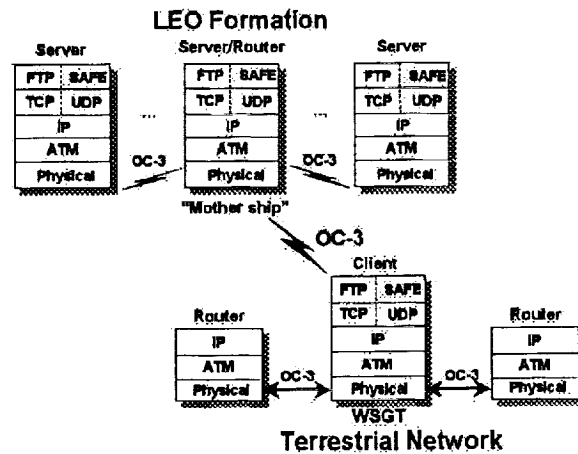 LEO Formation
Server
Server/Router
Server
FTP SAFE
TCP UDP
IP
ATM
Physical
...
OC-3
FTP SAFE
TCP UDP
IP
ATM
Physical
"Mother ship"
...
OC-3
FTP SAFE
TCP UDP
IP
ATM
Physical
OC-3
Client
FTP SAFE
TCP UDP
IP
ATM
Physical
WSGT
Router
IP
ATM
Physical
OC-3
OC-3
Router
IP
ATM
Physical
Terrestrial Network